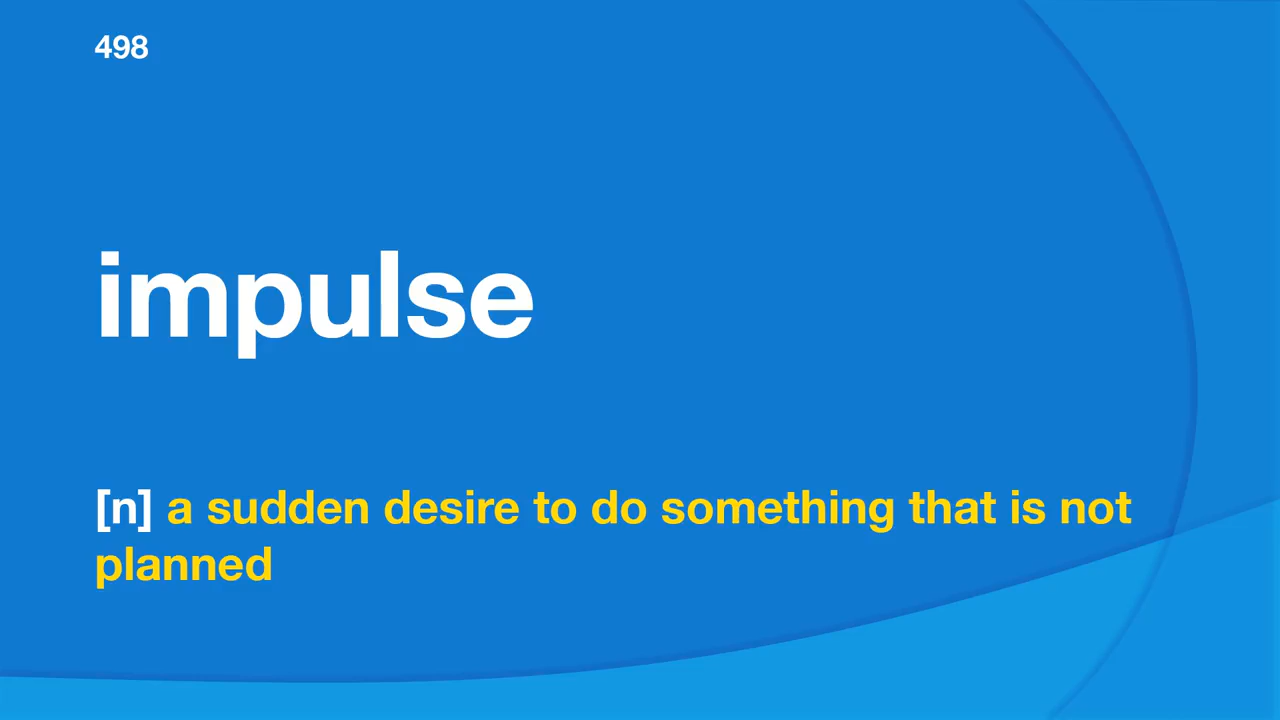 498
impulse
[n] a sudden desire to do something that is not
planned